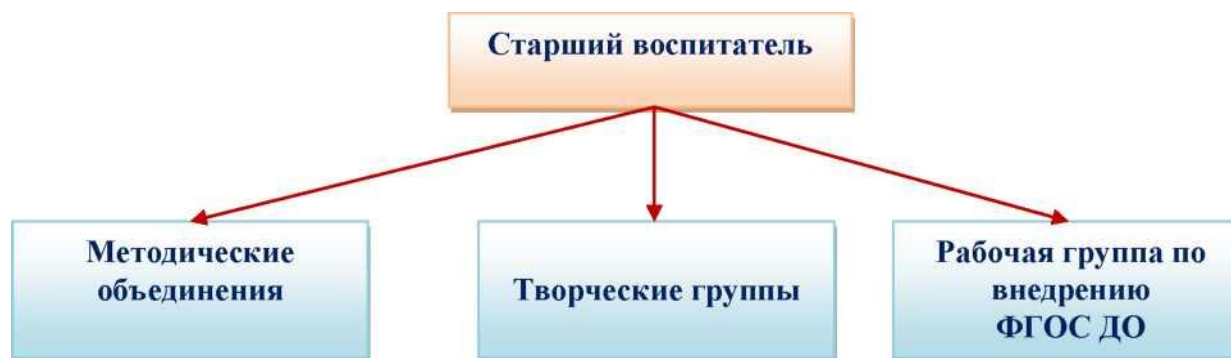 Старший воспитатель
Методические
объединения
Творческие группы
Рабочая группа по
внедрению
ФГОС ДО